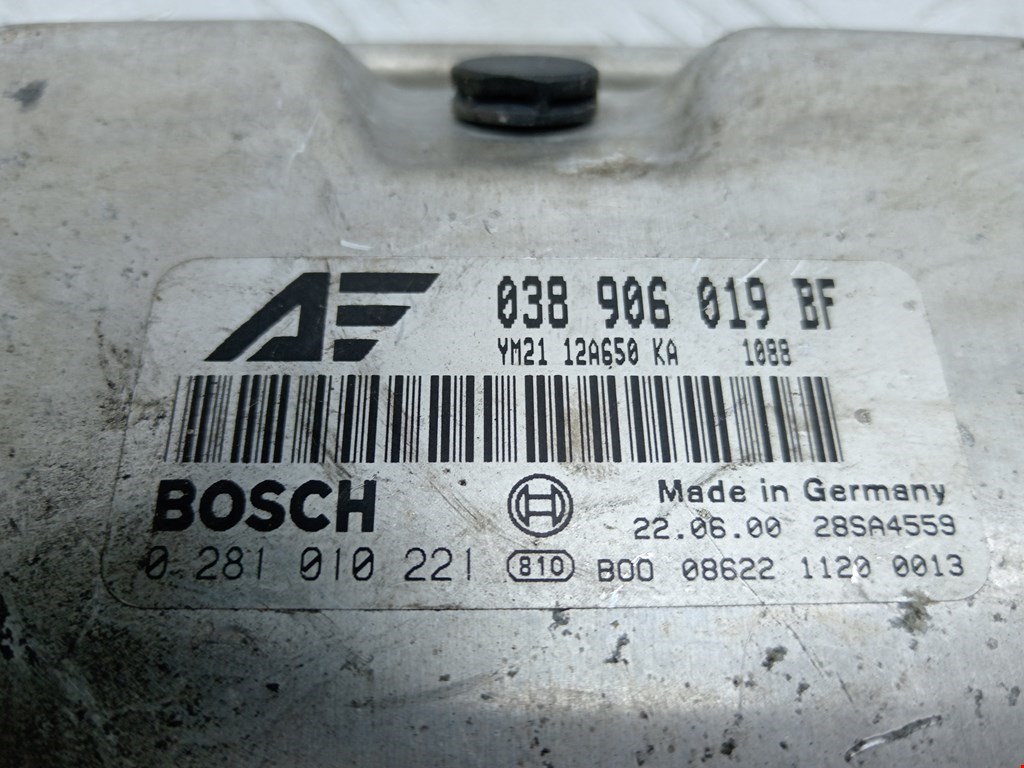 AF 038 906 019 BF
YM21 12A650 KA 1088
BOSCH Made in Germany
22.06.00 28SA4559
0 281 010 221 810 B00 08622 1120 0013